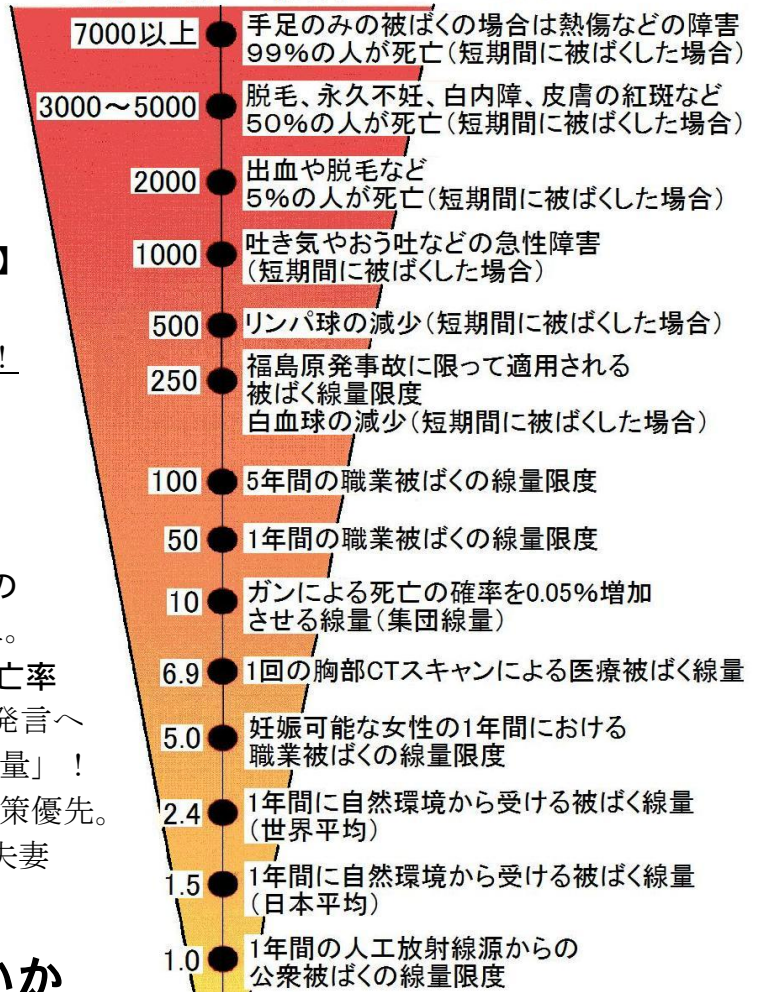 7000以上
手足のみの被ばくの場合は熱傷などの障害
99%の人が死亡(短期間に被ばくした場合)
3000〜5000
脱毛、永久不妊、白内障、皮膚の紅斑など
50%の人が死亡(短期間に被ばくした場合)
2000
出血や脱毛など
5%の人が死亡(短期間に被ばくした場合)
1000
吐き気やおう吐などの急性障害
(短期間に被ばくした場合)
500
リンパ球の減少(短期間に被ばくした場合)
250
福島原発事故に限って適用される
被ばく線量限度
白血球の減少(短期間に被ばくした場合)
100
5年間の職業被ばくの線量限度
50
1年間の職業被ばくの線量限度
10
ガンによる死亡の確率を0.05%増加
させる線量(集団線量)
6.9
1回の胸部CTスキャンによる医療被ばく線量
5.0
妊娠可能な女性の1年間における
職業被ばくの線量限度
2.4
1年間に自然環境から受ける被ばく線量
(世界平均)
1.5
1年間に自然環境から受ける被ばく線量
(日本平均)
1.0
1年間の人工放射線源からの
公衆被ばくの線量限度
】
!
の
。
亡率
発言へ
量」!
策優先。
夫妻
いか